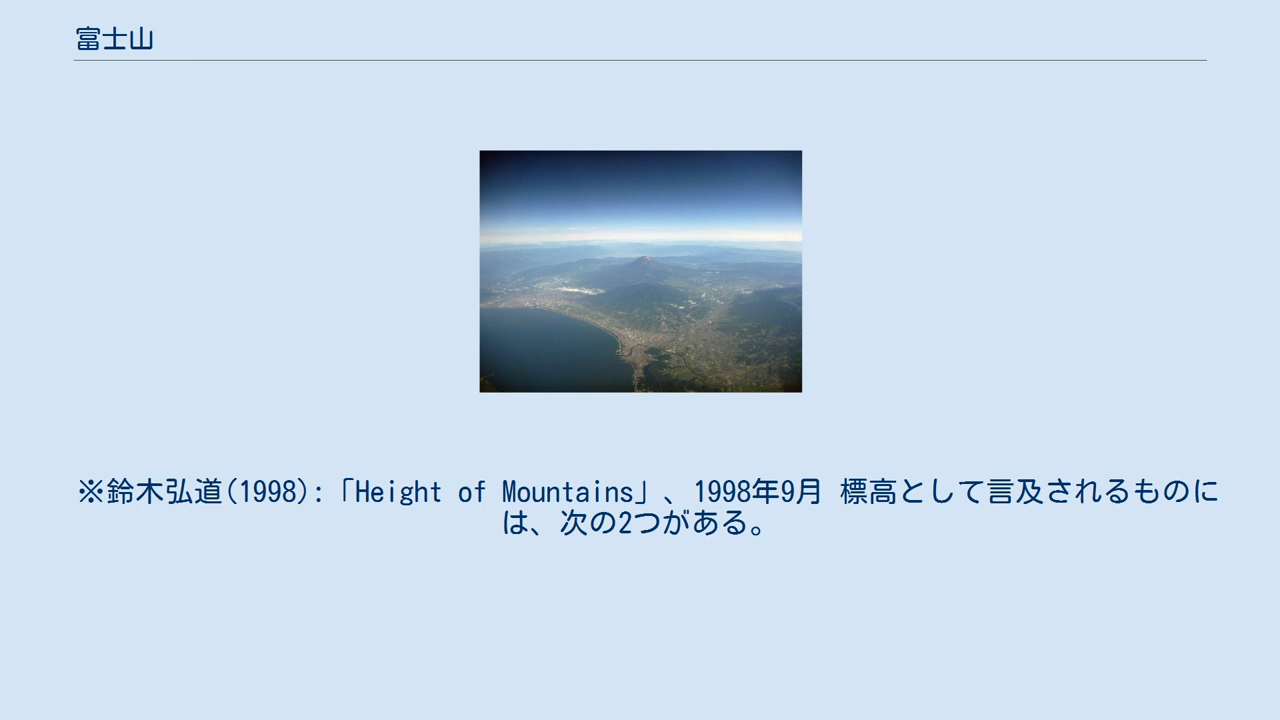 富士山
※鈴木弘道(1998):「Height of Mountains」、1998年9月 標高として言及されるものに
は、次の2つがある。